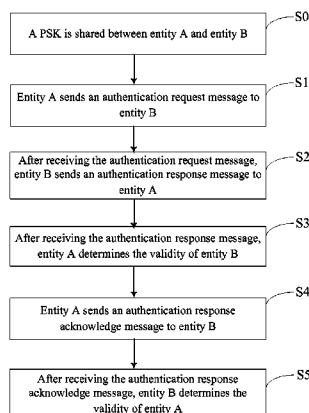 S0
A PSK is shared between entity A and entity B
S1
Entity A sends an authentication request message to
entity B
S2
After receiving the authentication request message,
entity B sends an authentication response message to
entity A
S3
After receiving the authentication response message,
entity A determines the validity of entity B
S4
Entity A sends an authentication response
acknowledge message to entity B
S5
After receiving the authentication response
acknowledge message, entity B determines the
validity of entity A